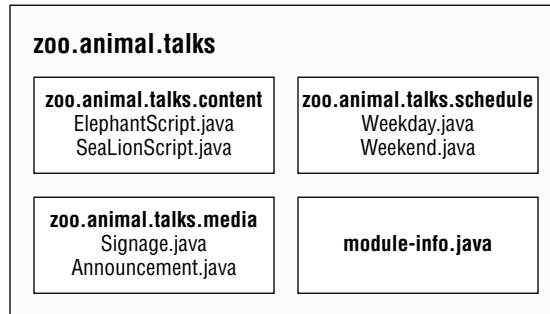 zoo.animal.talks
zoo.animal.talks.content
ElephantScript.java
SeaLionScript.java
zoo.animal.talks.schedule
Weekday.java
Weekend.java
zoo.animal.talks.media
Signage.java
Announcement.java
module-info.java